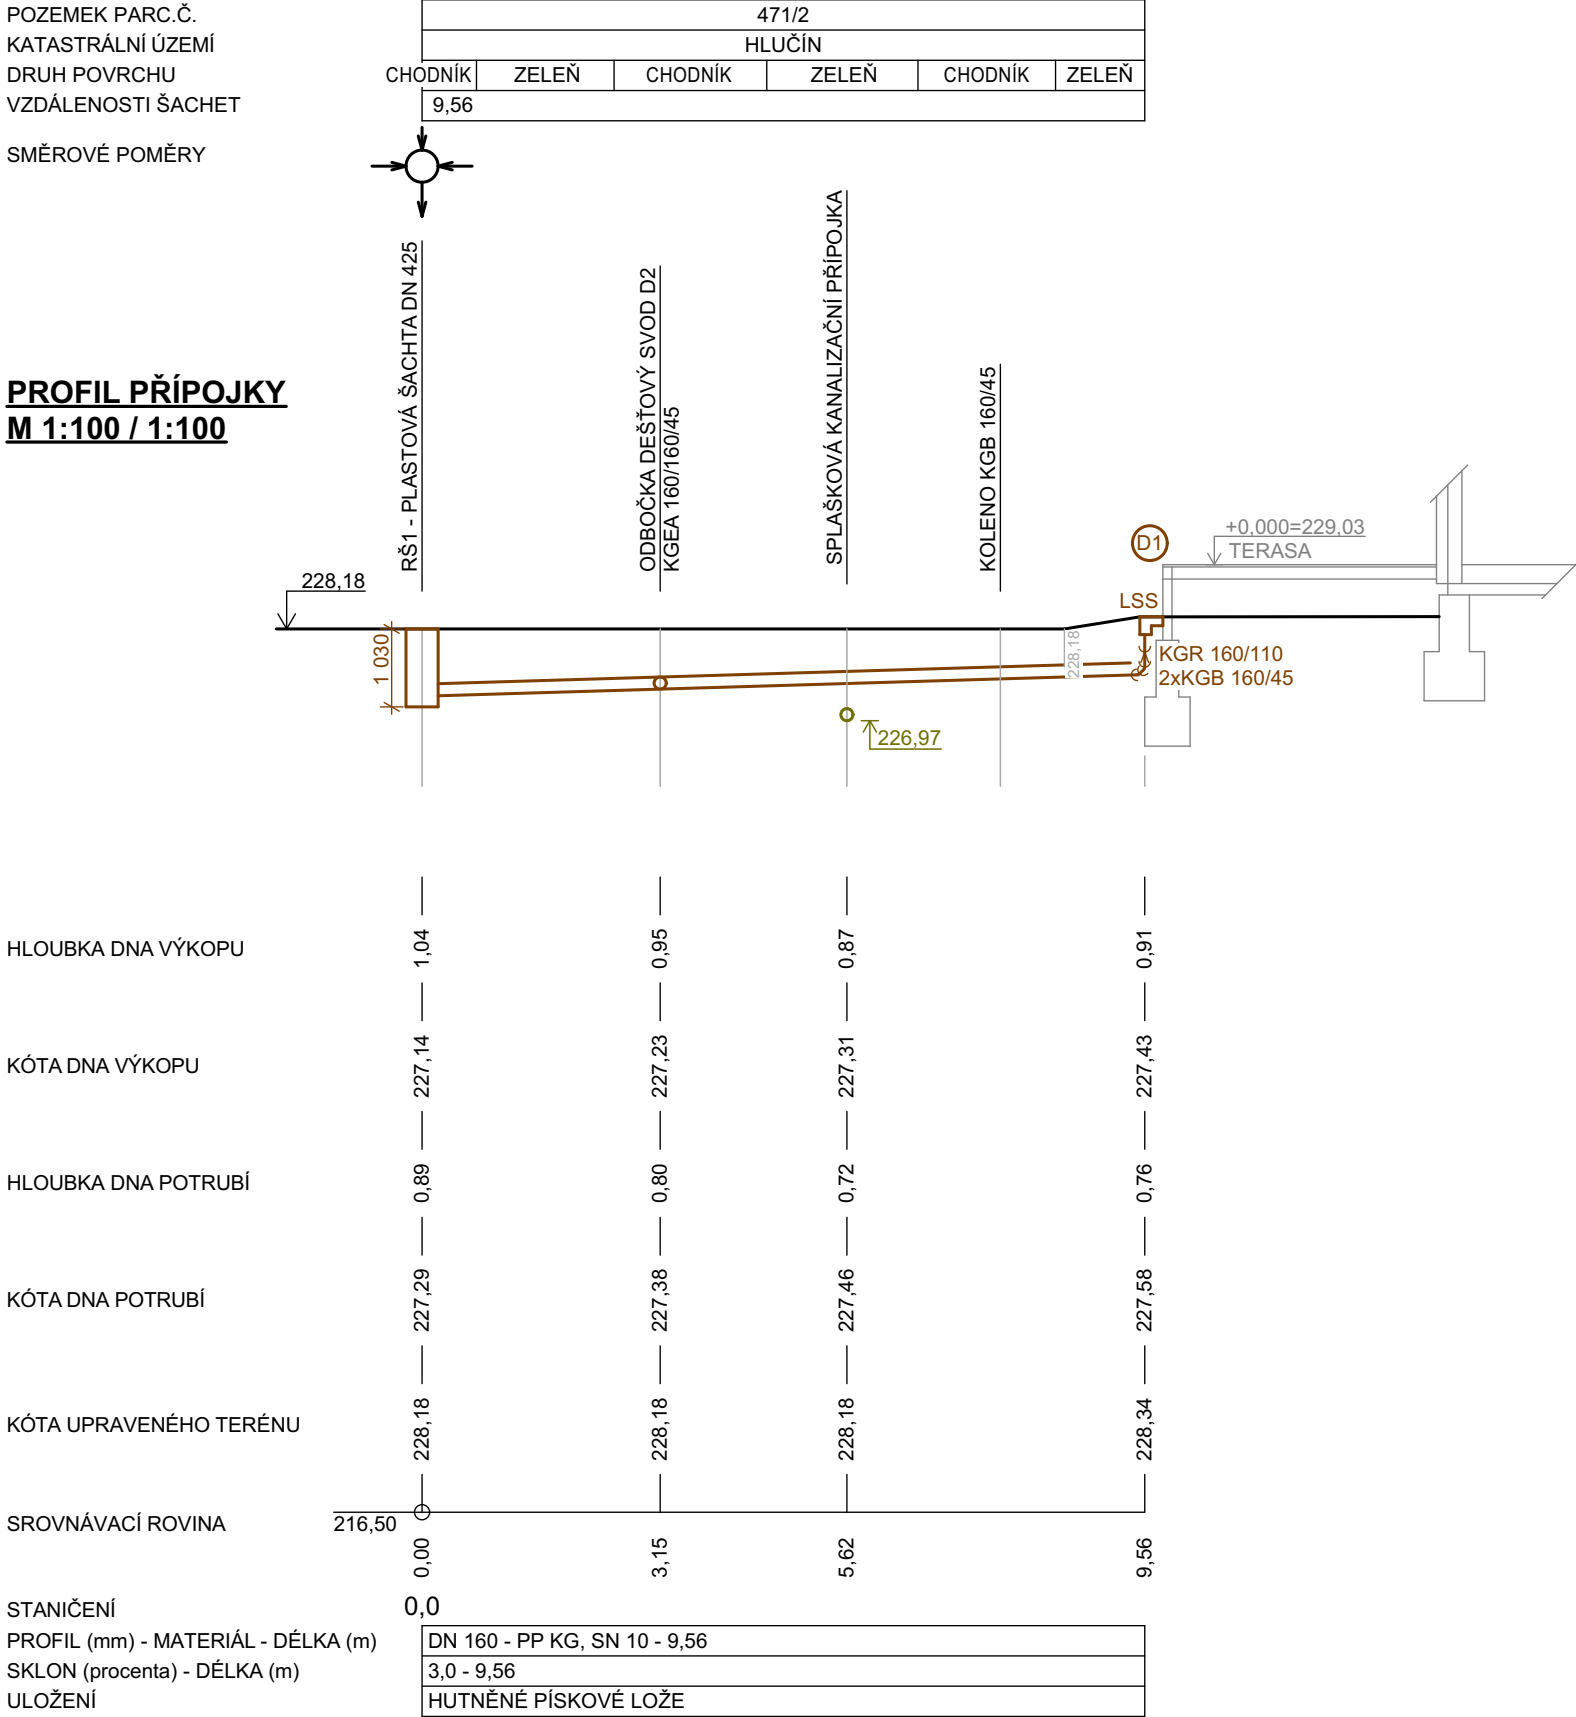 POZEMEK PARC.Č. 471/2
KATASTRÁLNÍ ÚZEMÍ HLUČÍN
DRUH POVRCHU CHODNÍK ZELEŇ CHODNÍK ZELEŇ CHODNÍK ZELEŇ
VZDÁLENOSTI ŠACHET 9,56
SMĚROVÉ POMĚRY
RŠ1 - PLASTOVÁ ŠACHTA DN 425
ODBOČKA DEŠŤOVÝ SVOD D2
KGEA 160/160/45
SPLAŠKOVÁ KANALIZAČNÍ PŘÍPOJKA
KOLENO KGB 160/45
PROFIL PŘÍPOJKY
M 1:100 / 1:100
D1
+0,000=229,03
TERASA
228,18
LSS
1 030
228,18
KGR 160/110
2xKGB 160/45
226,97
HLOUBKA DNA VÝKOPU 1,04 0,95 0,87 0,91
KÓTA DNA VÝKOPU 227,14 227,23 227,31 227,43
HLOUBKA DNA POTRUBÍ 0,89 0,80 0,72 0,76
KÓTA DNA POTRUBÍ 227,29 227,38 227,46 227,58
KÓTA UPRAVENÉHO TERÉNU 228,18 228,18 228,18 228,34
SROVNÁVACÍ ROVINA 216,50
0,00 3,15 5,62 9,56
STANIČENÍ 0,0
PROFIL (mm) - MATERIÁL - DÉLKA (m) DN 160 - PP KG, SN 10 - 9,56
SKLON (procenta) - DÉLKA (m) 3,0 - 9,56
ULOŽENÍ HUTNĚNÉ PÍSKOVÉ LOŽE